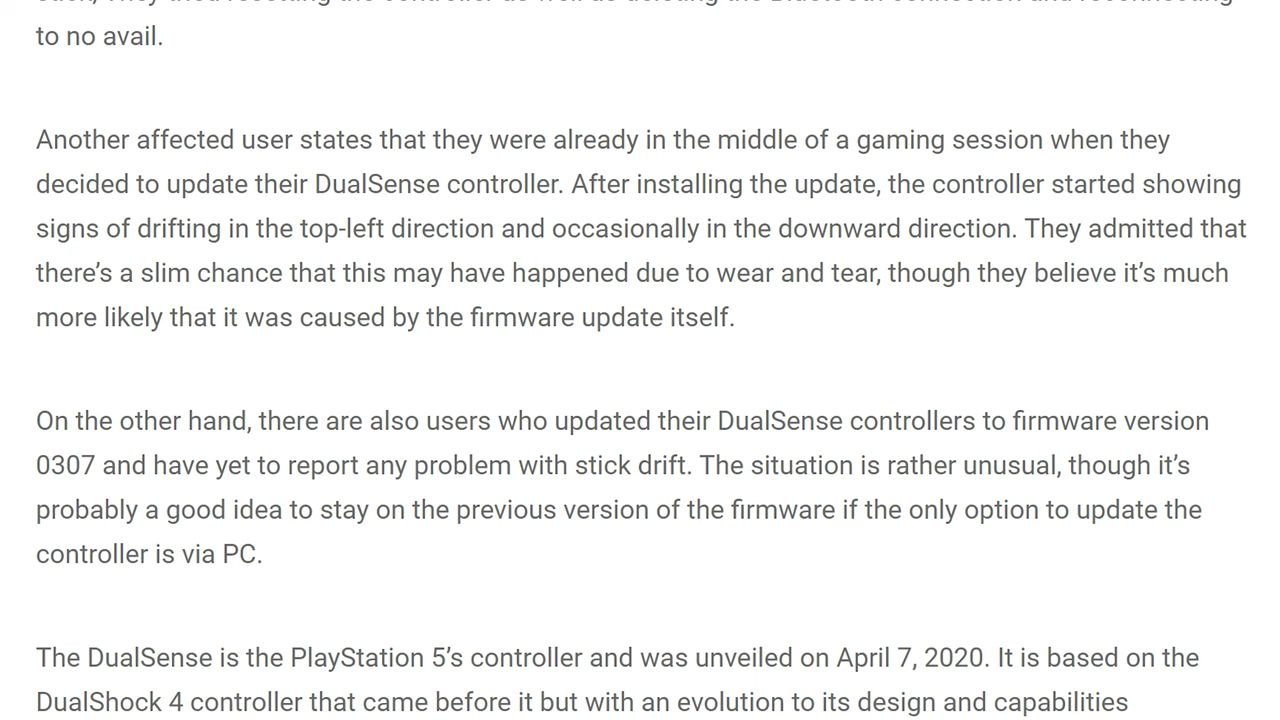 to no avail.
Another affected user states that they were already in the middle of a gaming session when they
decided to update their DualSense controller. After installing the update, the controller started showing
signs of drifting in the top-left direction and occasionally in the downward direction. They admitted that
there’s a slim chance that this may have happened due to wear and tear, though they believe it’s much
more likely that it was caused by the firmware update itself.
On the other hand, there are also users who updated their DualSense controllers to firmware version
0307 and have yet to report any problem with stick drift. The situation is rather unusual, though it’s
probably a good idea to stay on the previous version of the firmware if the only option to update the
controller is via PC.
The DualSense is the PlayStation 5’s controller and was unveiled on April 7, 2020. It is based on the
DualShock 4 controller that came before it but with an evolution to its design and capabilities